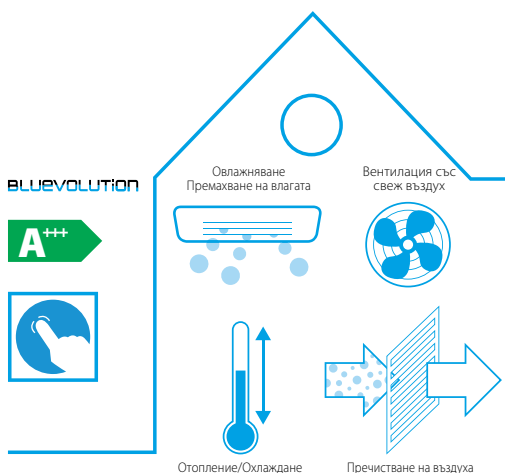 Овлажняване
Премахване на влагата
Вентилация със
свеж въздух
BLUEVOLUTION
A+++
Отопление/Охлаждане
Пречистване на въздуха